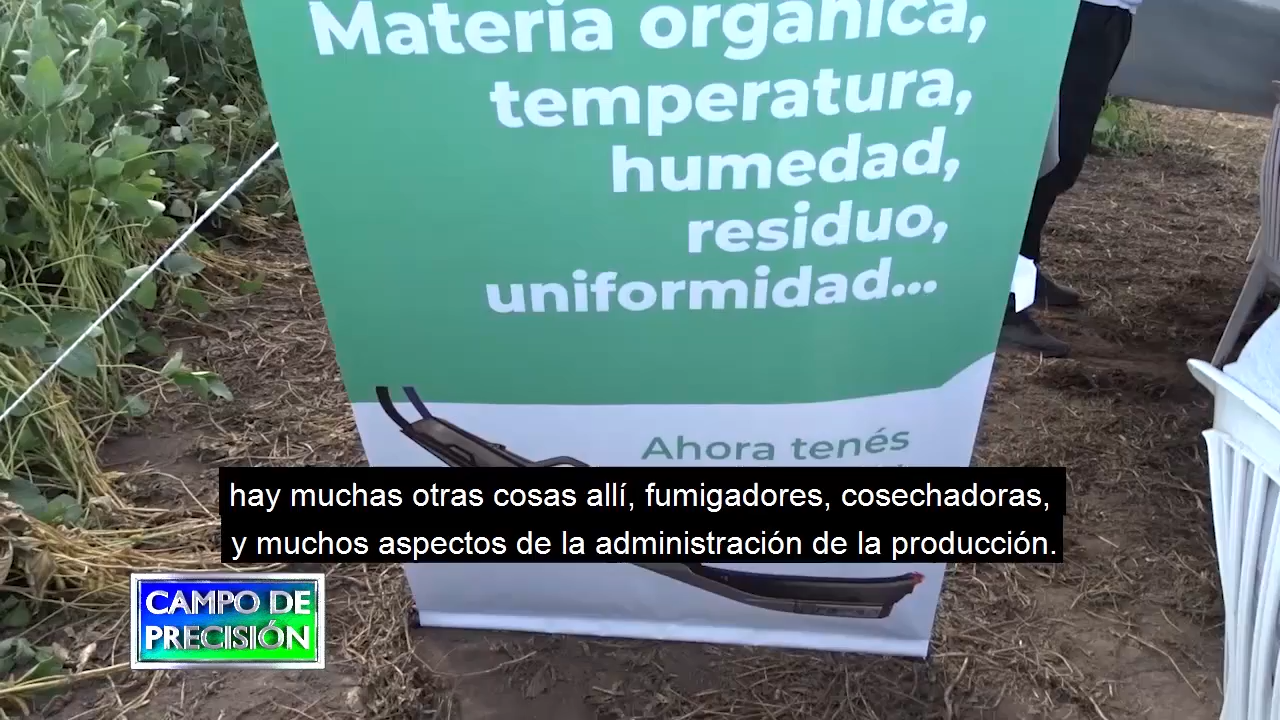 Materia orgánica,
temperatura,
humedad,
residuo,
uniformidad...
Ahora tenés
hay muchas otras cosas allí, fumigadores, cosechadoras,
y muchos aspectos de la administración de la producción.
CAMPO DE
PRECISIÓN